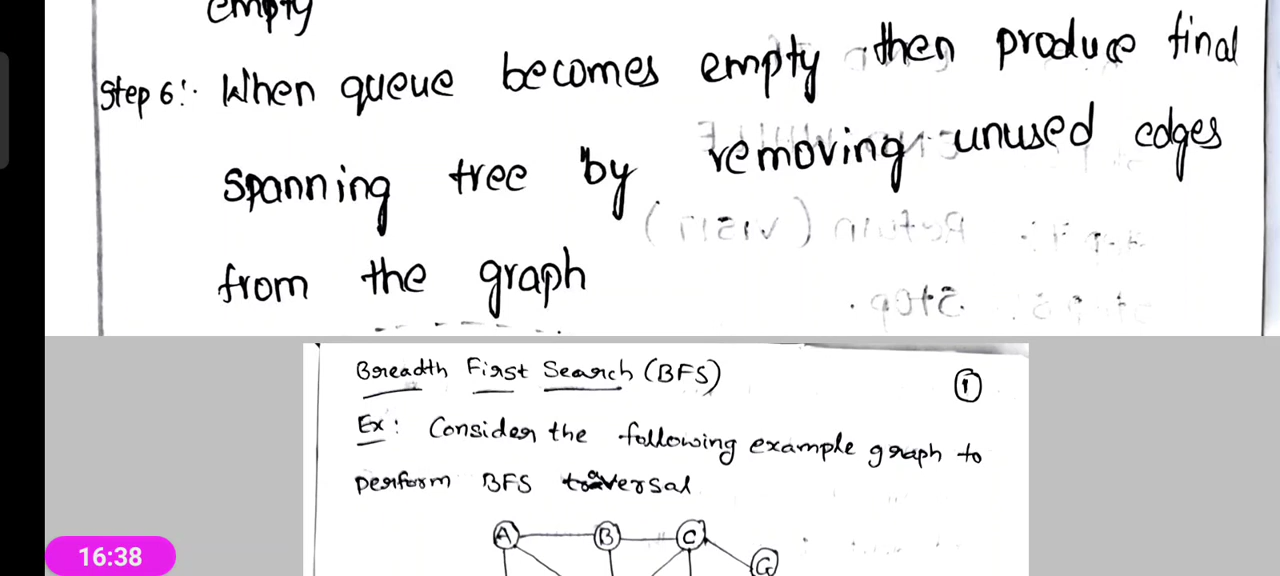 empty
Step 6:- When queue becomes empty then produce final
spanning tree by removing unused edges
from the graph
Breadth First Search (BFS)
1
Ex: Consider the following example graph to
perform BFS traversal
A B C
G
16:38